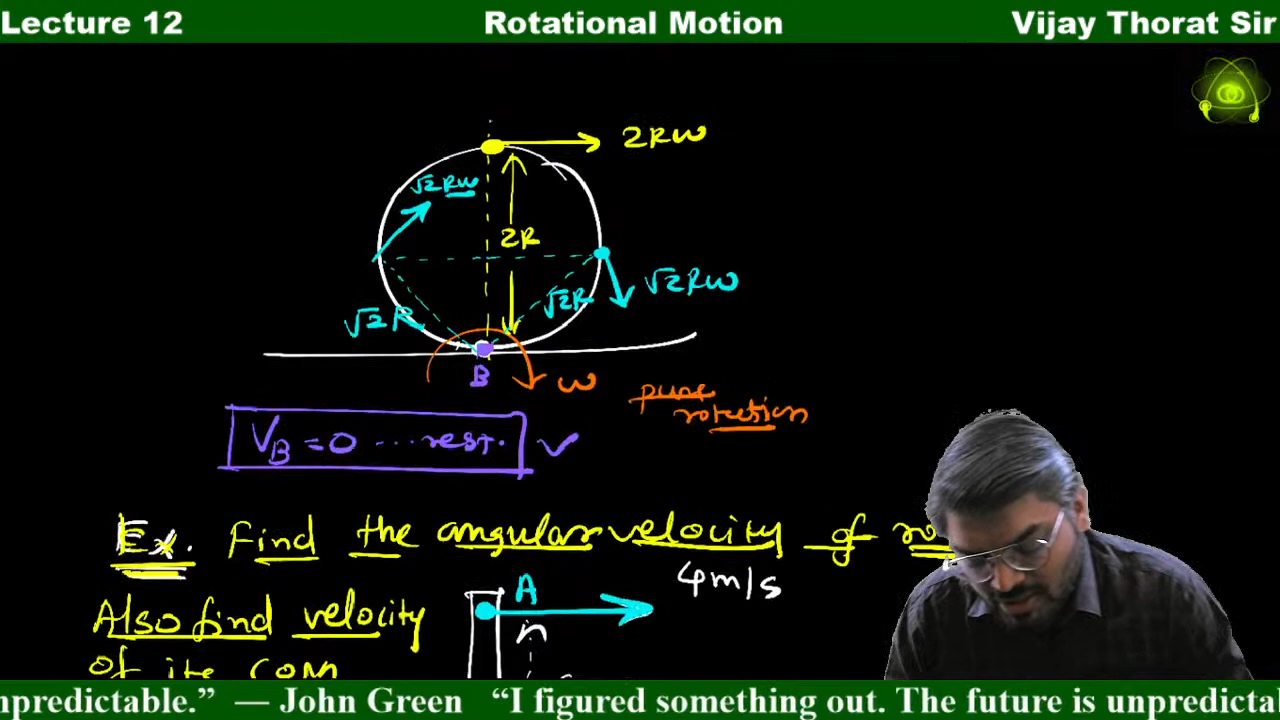 Lecture 12
Rotational Motion
Vijay Thorat Sir
2Rω
√2Rω
2R
√2Rω
√2R
√2R
B
ω
pure
rotation
V_B = 0 ... rest.
Ex. Find the angular velocity of
4m/s
A
Also find velocity
of its com
npredictable.” — John Green “I figured something out. The future is unpredicta